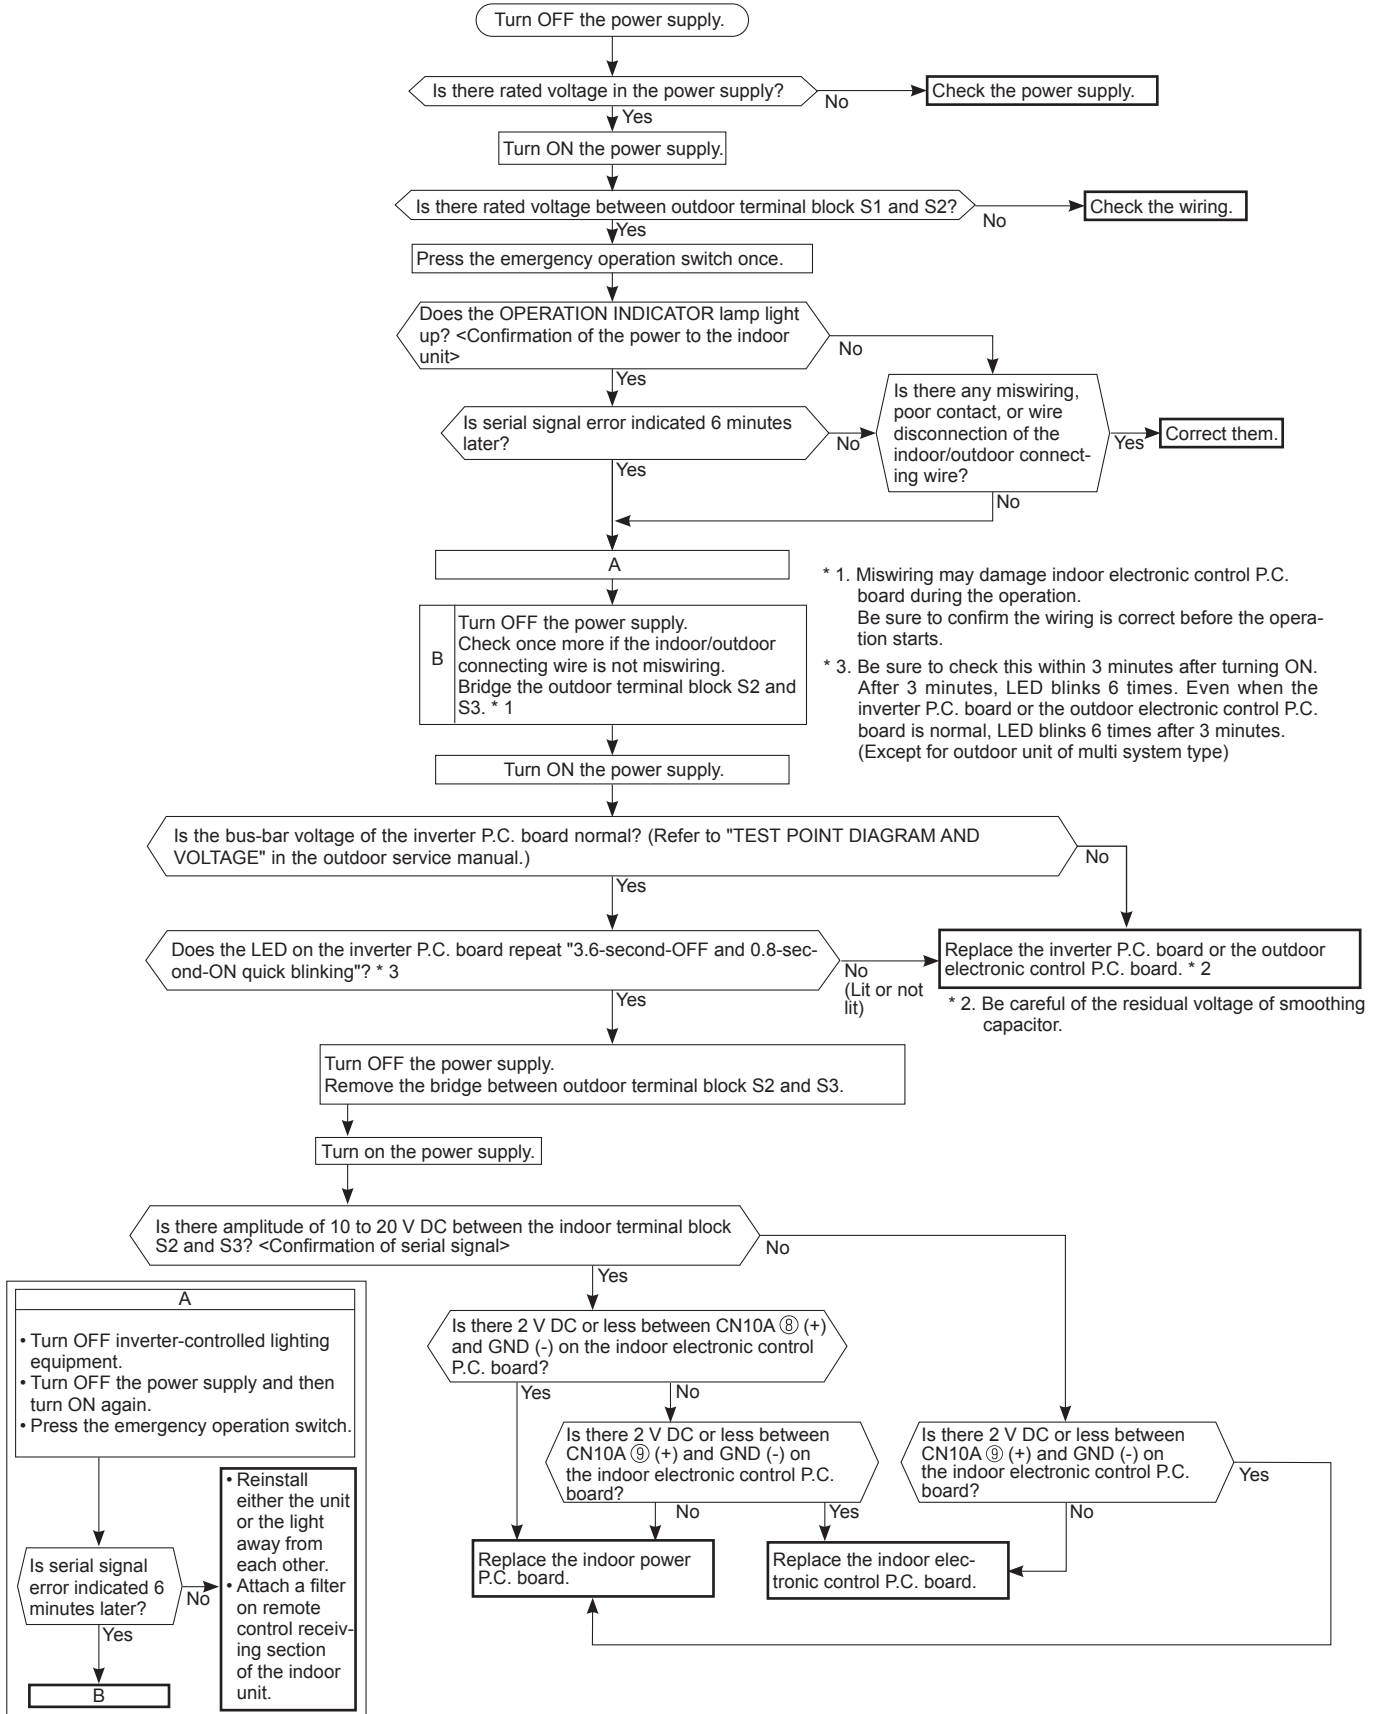 Turn OFF the power supply.
Is there rated voltage in the power supply?
No
Check the power supply.
Yes
Turn ON the power supply.
Is there rated voltage between outdoor terminal block S1 and S2?
No
Check the wiring.
Yes
Press the emergency operation switch once.
Does the OPERATION INDICATOR lamp light
up? <Confirmation of the power to the indoor
unit>
No
Yes
Is serial signal error indicated 6 minutes
later?
No
Is there any miswiring,
poor contact, or wire
disconnection of the
indoor/outdoor connect-
ing wire?
Yes
Correct them.
Yes
No
A
B
Turn OFF the power supply.
Check once more if the indoor/outdoor
connecting wire is not miswiring.
Bridge the outdoor terminal block S2 and
S3. * 1
* 1. Miswiring may damage indoor electronic control P.C.
board during the operation.
Be sure to confirm the wiring is correct before the opera-
tion starts.
* 3. Be sure to check this within 3 minutes after turning ON.
After 3 minutes, LED blinks 6 times. Even when the
inverter P.C. board or the outdoor electronic control P.C.
board is normal, LED blinks 6 times after 3 minutes.
(Except for outdoor unit of multi system type)
Turn ON the power supply.
Is the bus-bar voltage of the inverter P.C. board normal? (Refer to "TEST POINT DIAGRAM AND
VOLTAGE" in the outdoor service manual.)
No
Yes
Does the LED on the inverter P.C. board repeat "3.6-second-OFF and 0.8-sec-
ond-ON quick blinking"? * 3
No
(Lit or not
lit)
Replace the inverter P.C. board or the outdoor
electronic control P.C. board. * 2
* 2. Be careful of the residual voltage of smoothing
capacitor.
Yes
Turn OFF the power supply.
Remove the bridge between outdoor terminal block S2 and S3.
Turn on the power supply.
Is there amplitude of 10 to 20 V DC between the indoor terminal block
S2 and S3? <Confirmation of serial signal>
No
Yes
Is there 2 V DC or less between CN10A ⑧ (+)
and GND (-) on the indoor electronic control
P.C. board?
Yes
No
Is there 2 V DC or less between
CN10A ⑨ (+) and GND (-) on
the indoor electronic control P.C.
board?
No
Yes
Is there 2 V DC or less between
CN10A ⑨ (+) and GND (-) on
the indoor electronic control P.C.
board?
Yes
No
Replace the indoor power
P.C. board.
Replace the indoor elec-
tronic control P.C. board.
A
• Turn OFF inverter-controlled lighting
equipment.
• Turn OFF the power supply and then
turn ON again.
• Press the emergency operation switch.
Is serial signal
error indicated 6
minutes later?
No
Yes
B
• Reinstall
either the unit
or the light
away from
each other.
• Attach a filter
on remote
control receiv-
ing section
of the indoor
unit.